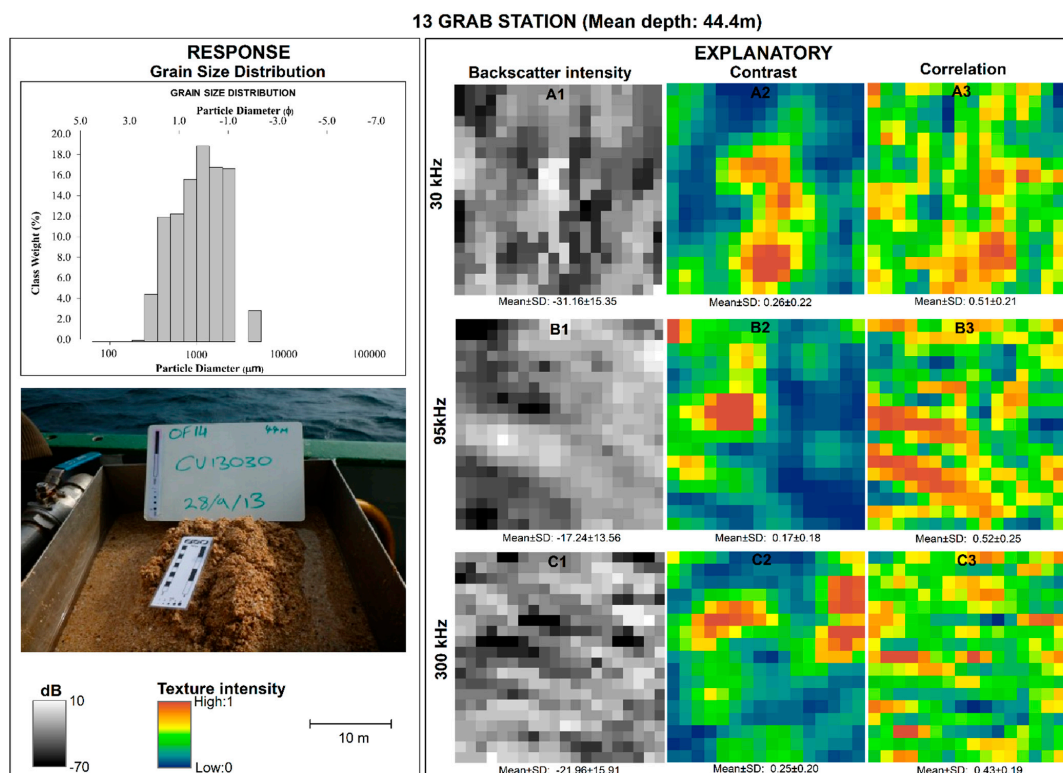 13 GRAB STATION (Mean depth: 44.4m)
RESPONSE
Grain Size Distribution
GRAIN SIZE DISTRIBUTION
Particle Diameter (ϕ)
5.0 3.0 1.0 -1.0 -3.0 -5.0 -7.0
20.0
18.0
16.0
14.0
12.0
10.0
8.0
6.0
4.0
2.0
0.0
Class Weight (%)
100 1000 10000 100000
Particle Diameter (μm)
OF14 44m
CV13030
28/9/13
dB
10
-70
Texture intensity
High:1
Low:0
10 m
EXPLANATORY
Backscatter intensity Contrast Correlation
30 kHz
A1 A2 A3
Mean±SD: -31.16±15.35 Mean±SD: 0.26±0.22 Mean±SD: 0.51±0.21
95kHz
B1 B2 B3
Mean±SD: -17.24±13.56 Mean±SD: 0.17±0.18 Mean±SD: 0.52±0.25
300 kHz
C1 C2 C3
Mean±SD: -21.96±15.91 Mean±SD: 0.25±0.20 Mean±SD: 0.43±0.19